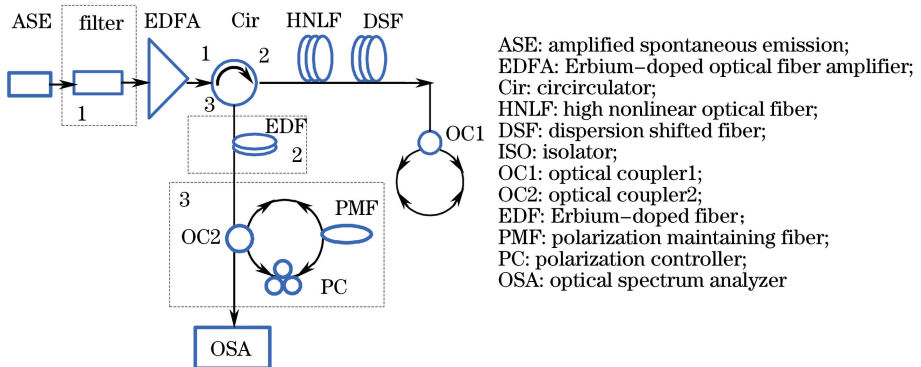 ASE
filter
EDFA
Cir
HNLF
DSF
1
1
2
3
EDF
2
OC1
3
PMF
OC2
PC
OSA
ASE: amplified spontaneous emission;
EDFA: Erbium−doped optical fiber amplifier;
Cir: circirculator;
HNLF: high nonlinear optical fiber;
DSF: dispersion shifted fiber;
ISO: isolator;
OC1: optical coupler1;
OC2: optical coupler2;
EDF: Erbium−doped fiber;
PMF: polarization maintaining fiber;
PC: polarization controller;
OSA: optical spectrum analyzer